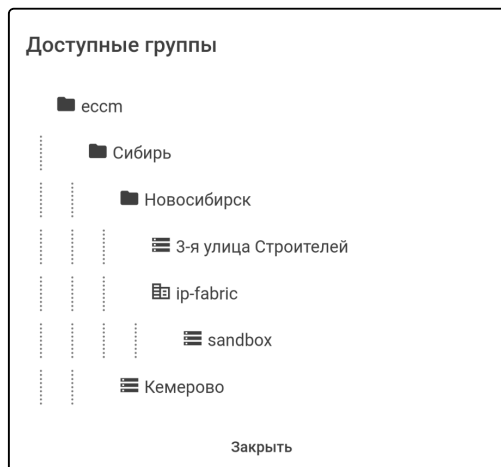 Доступные группы
eccm
Сибирь
Новосибирск
3-я улица Строителей
ip-fabric
sandbox
Кемерово
Закрыть